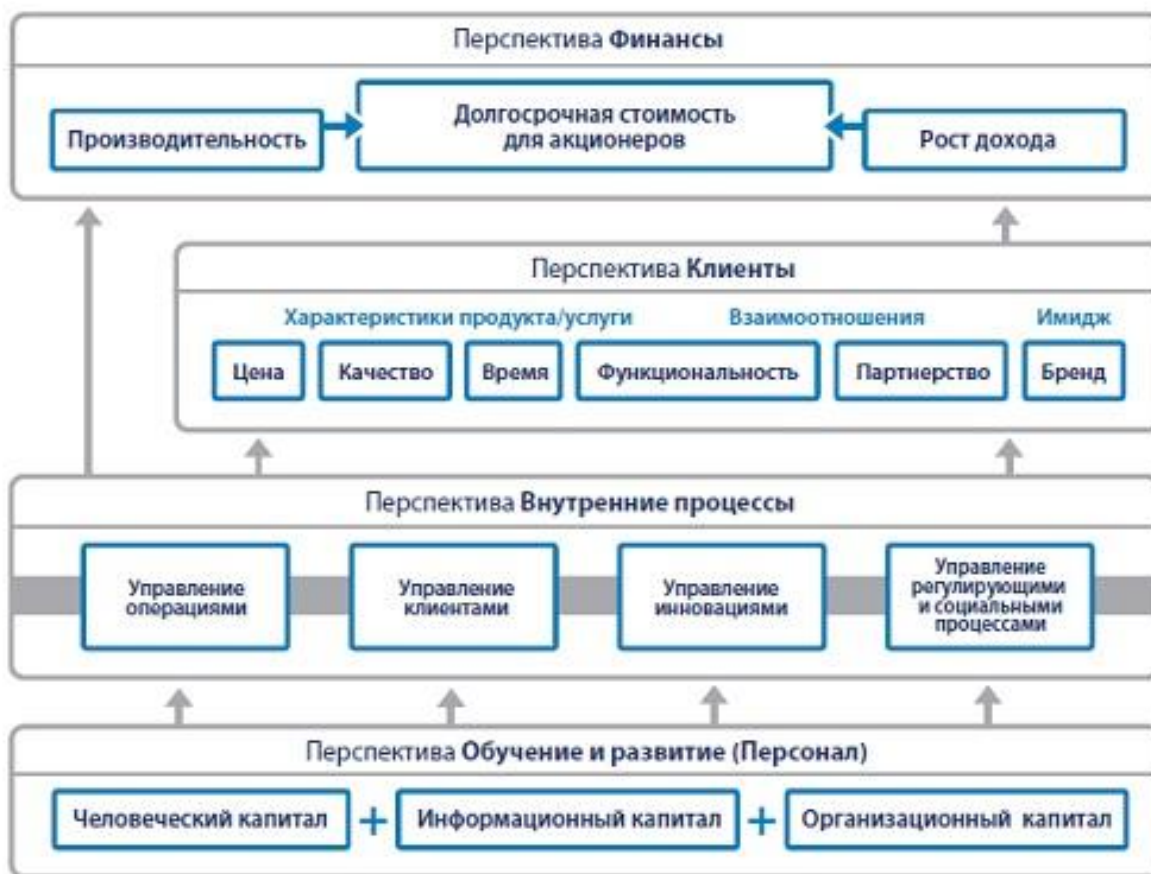 Перспектива Финансы
Производительность
Долгосрочная стоимость
для акционеров
Рост дохода
Перспектива Клиенты
Характеристики продукта/услуги
Взаимоотношения
Имидж
Цена
Качество
Время
Функциональность
Партнерство
Бренд
Перспектива Внутренние процессы
Управление
операциями
Управление
клиентами
Управление
инновациями
Управление
регулирующими
и социальными
процессами
Перспектива Обучение и развитие (Персонал)
Человеческий капитал
+
Информационный капитал
+
Организационный капитал